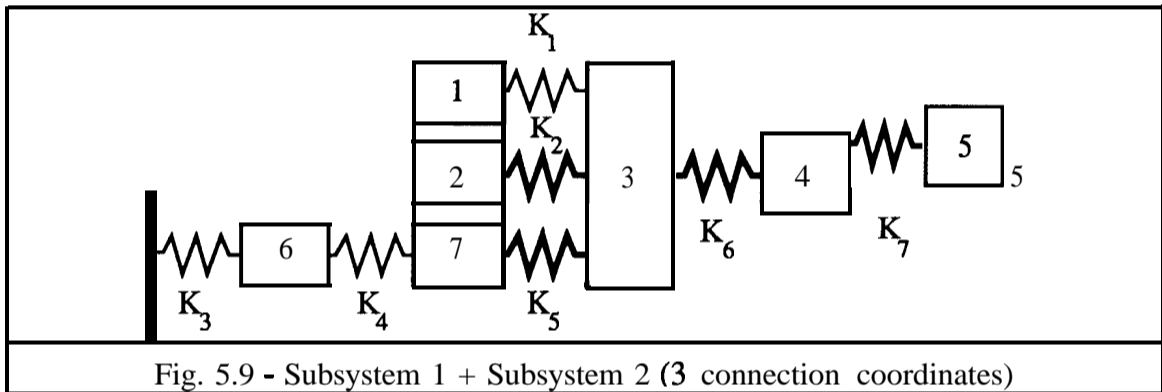 K1
1
K2
2
3
4
5
5
6
7
K6
K7
K3
K4
K5
Fig. 5.9 - Subsystem 1 + Subsystem 2 (3 connection coordinates)